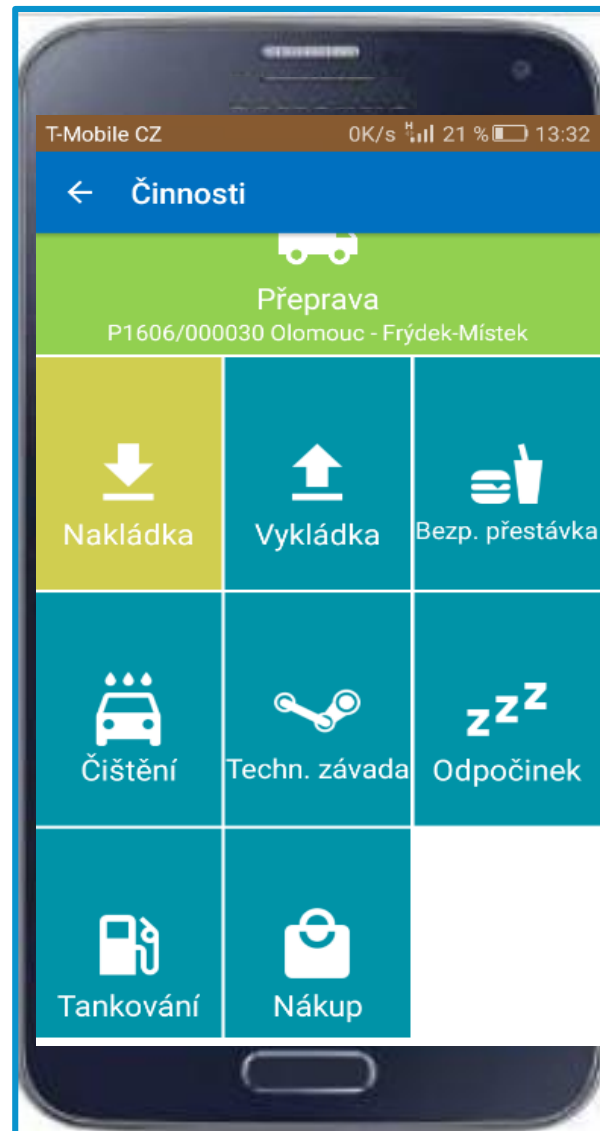 T-Mobile CZ 0K/s H 21 % 13:32
Činnosti
Přeprava
P1606/000030 Olomouc - Frýdek-Místek
Nakládka Vykládka Bezp. přestávka
zzZ
Čištění Techn. závada Odpočinek
Tankování Nákup